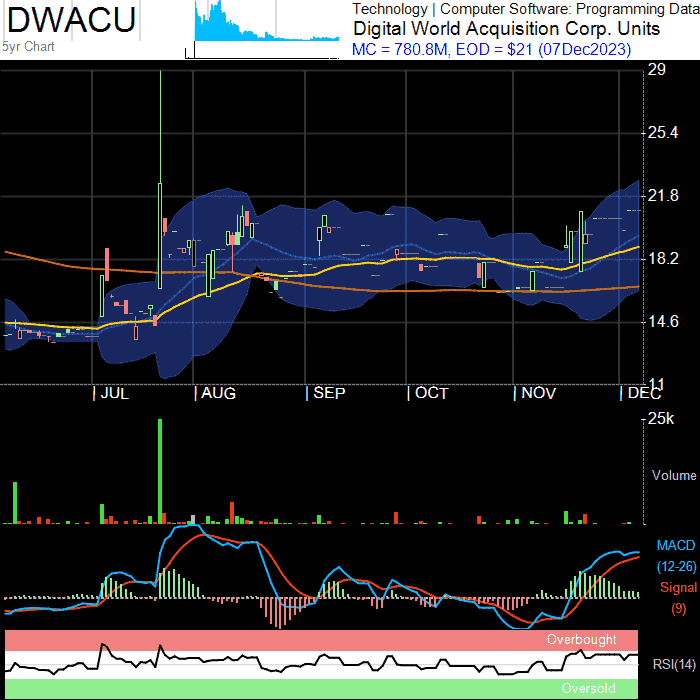 DWACU
5yr Chart
Technology | Computer Software: Programming Data
Digital World Acquisition Corp. Units
MC = 780.8M, EOD = $21 (07Dec2023)
29
25.4
21.8
18.2
14.6
11
JUL AUG SEP OCT NOV DEC
25k
Volume
MACD
(12-26)
Signal
(9)
Overbought
RSI(14)
Oversold